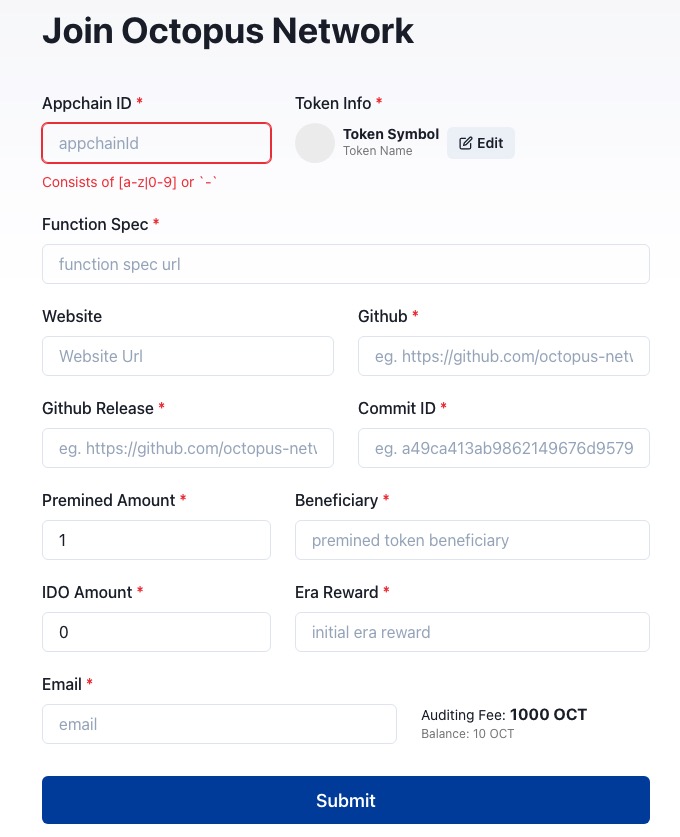 Join Octopus Network
Appchain ID *
Token Info *
appchainId
Token Symbol
Token Name
Edit
Consists of [a-z|0-9] or `-`
Function Spec *
function spec url
Website
Github *
Website Url
eg. https://github.com/octopus-netw
Github Release *
Commit ID *
eg. https://github.com/octopus-netw
eg. a49ca413ab9862149676d9579
Premined Amount *
Beneficiary *
1
premined token beneficiary
IDO Amount *
Era Reward *
0
initial era reward
Email *
email
Auditing Fee: 1000 OCT
Balance: 10 OCT
Submit